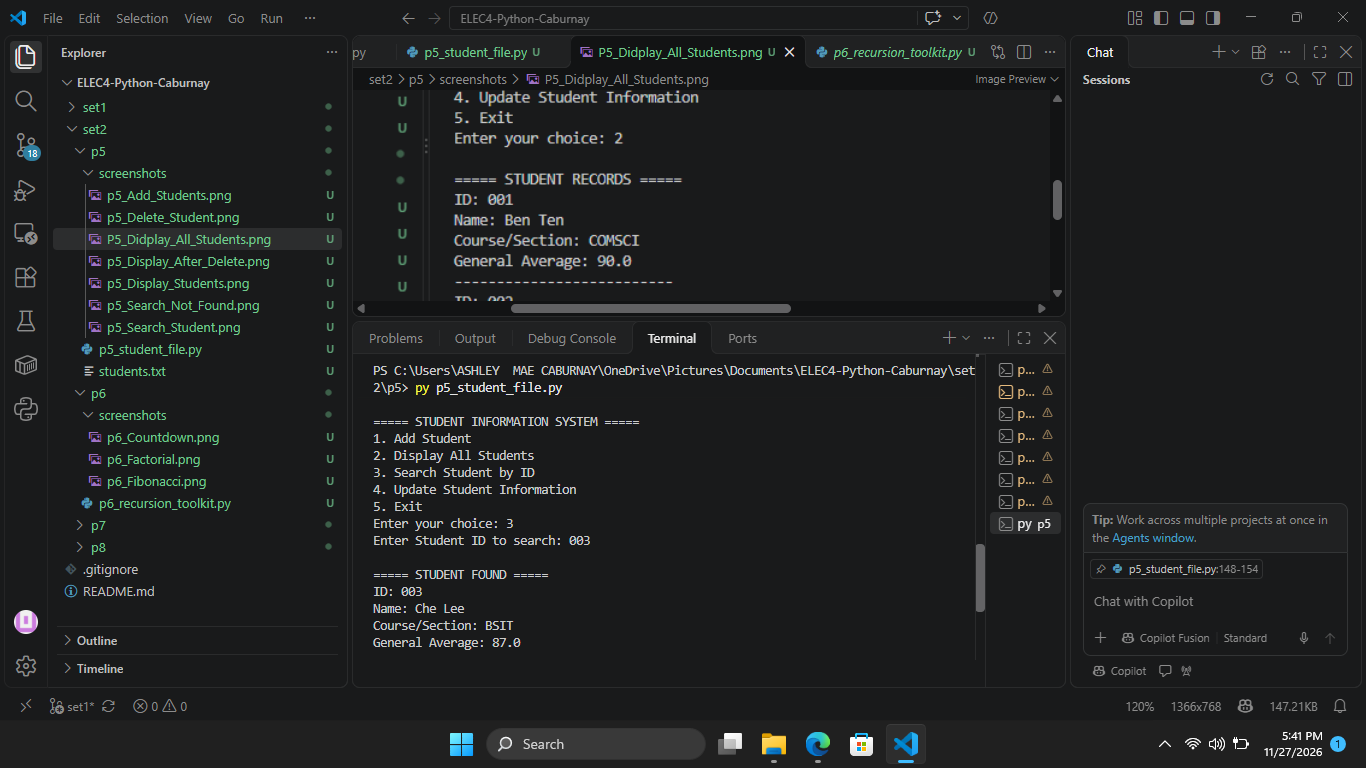 File Edit Selection View Go Run ···
ELEC4-Python-Caburnay
Explorer ···
ELEC4-Python-Caburnay
set1
set2
p5
screenshots
p5_Add_Students.png U
p5_Delete_Student.png U
P5_Didplay_All_Students.png U
p5_Display_After_Delete.png U
p5_Display_Students.png U
p5_Search_Not_Found.png U
p5_Search_Student.png U
p5_student_file.py U
students.txt U
p6
screenshots
p6_Countdown.png U
p6_Factorial.png U
p6_Fibonacci.png U
p6_recursion_toolkit.py U
p7
p8
.gitignore
README.md
Outline
Timeline
18
py p5_student_file.py U P5_Didplay_All_Students.png U p6_recursion_toolkit.py U ···
set2 > p5 > screenshots > P5_Didplay_All_Students.png Image Preview
U 4. Update Student Information
U 5. Exit
Enter your choice: 2
===== STUDENT RECORDS =====
U ID: 001
Name: Ben Ten
U Course/Section: COMSCI
U General Average: 90.0
U --------------------------
ID: 002
Problems Output Debug Console Terminal Ports ···
PS C:\Users\ASHLEY  MAE CABURNAY\OneDrive\Pictures\Documents\ELEC4-Python-Caburnay\set
2\p5> py p5_student_file.py
===== STUDENT INFORMATION SYSTEM =====
1. Add Student
2. Display All Students
3. Search Student by ID
4. Update Student Information
5. Exit
Enter your choice: 3
Enter Student ID to search: 003
===== STUDENT FOUND =====
ID: 003
Name: Che Lee
Course/Section: BSIT
General Average: 87.0
p...
p...
p...
p...
p...
p...
p...
py p5
Chat ···
Sessions
Tip: Work across multiple projects at once in
the Agents window.
p5_student_file.py:148-154
Chat with Copilot
Copilot Fusion Standard
Copilot
set1* 0 0 120% 1366x768 147.21KB
Search
5:41 PM
11/27/2026
1